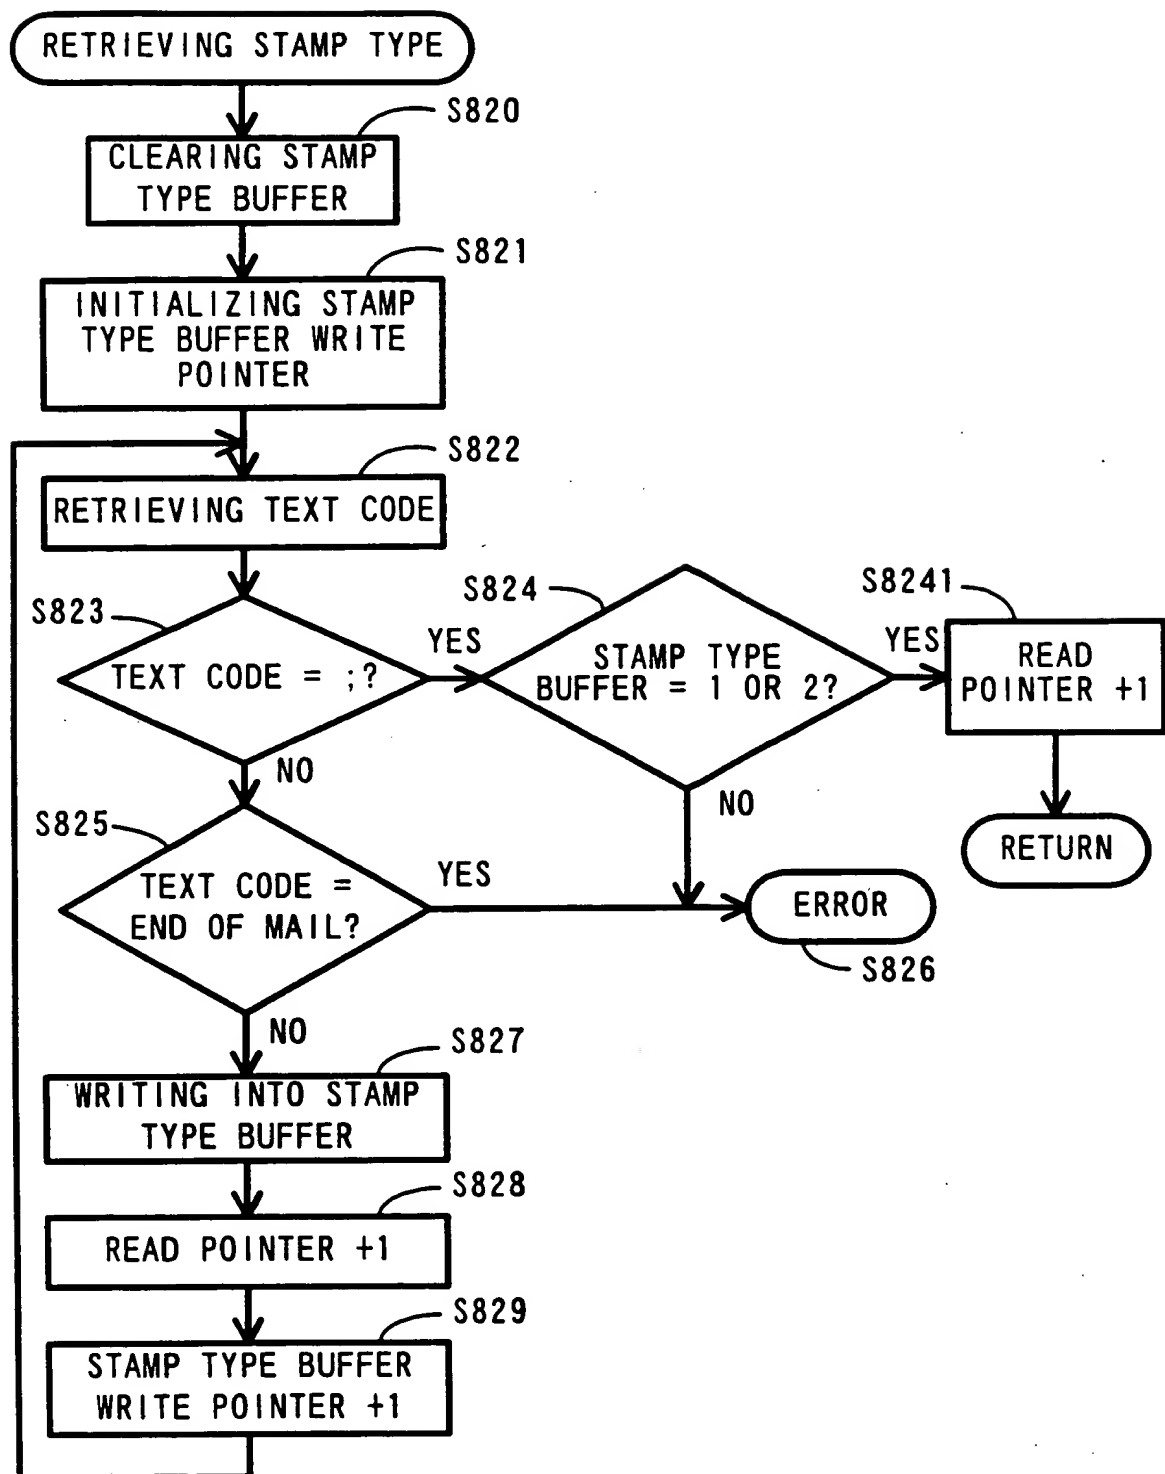 RETRIEVING STAMP TYPE
S820
CLEARING STAMP
TYPE BUFFER
S821
INITIALIZING STAMP
TYPE BUFFER WRITE
POINTER
S822
RETRIEVING TEXT CODE
S823
TEXT CODE = ;?
YES
S824
STAMP TYPE
BUFFER = 1 OR 2?
YES
S8241
READ
POINTER +1
RETURN
NO
NO
S825
TEXT CODE =
END OF MAIL?
YES
ERROR
S826
NO
S827
WRITING INTO STAMP
TYPE BUFFER
S828
READ POINTER +1
S829
STAMP TYPE BUFFER
WRITE POINTER +1